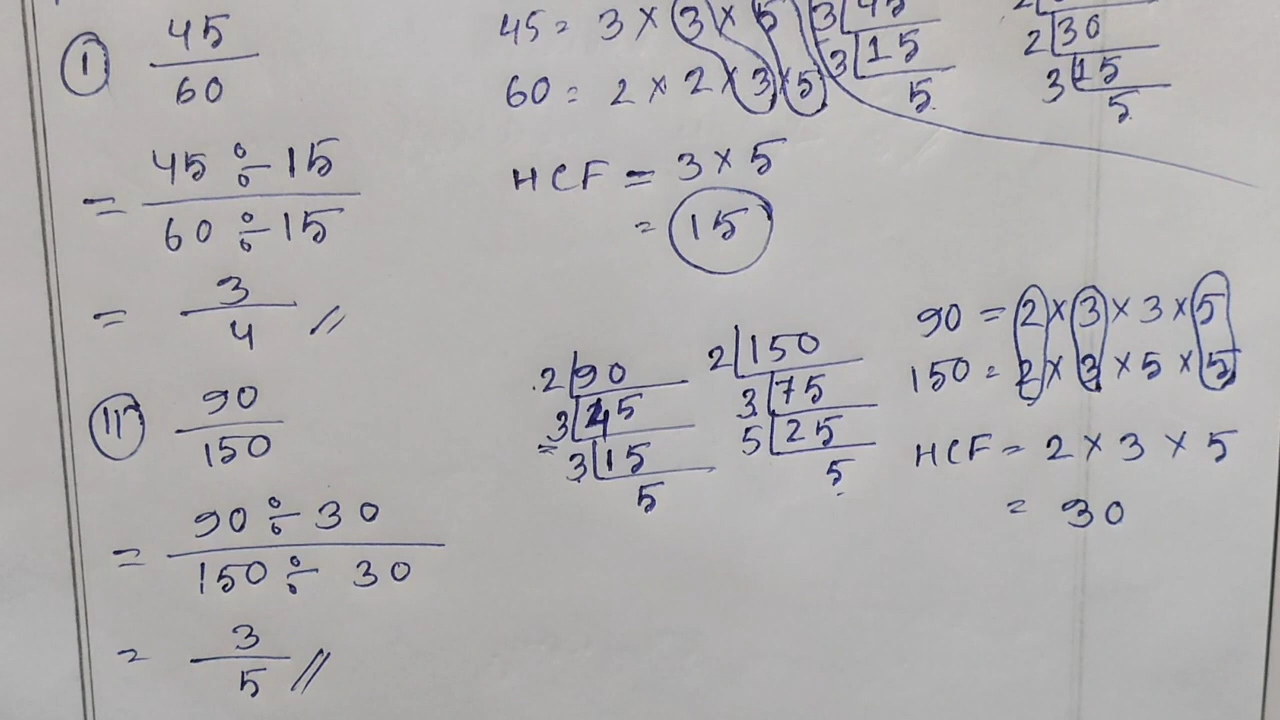 (I) 45/60
= 45 ÷ 15 / 60 ÷ 15
= 3/4 //
45 = 3 × 3 × 5
60 = 2 × 2 × 3 × 5
HCF = 3 × 5
= 15
3 | 45
3 | 15
5
2 | 30
3 | 15
5
(II) 90/150
= 90 ÷ 30 / 150 ÷ 30
= 3/5 //
2 | 90
3 | 45
= 3 | 15
5
2 | 150
3 | 75
5 | 25
5
90 = 2 × 3 × 3 × 5
150 = 2 × 3 × 5 × 5
HCF = 2 × 3 × 5
= 30